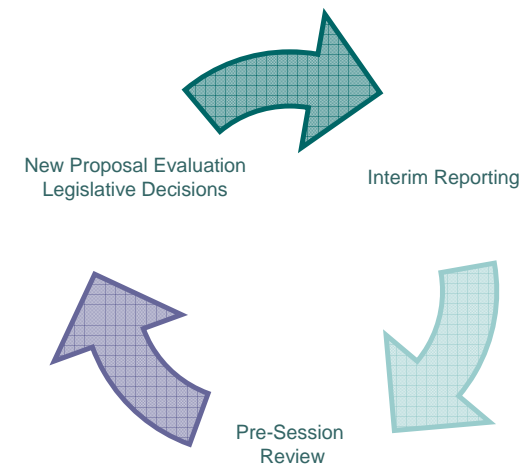 New Proposal Evaluation
Legislative Decisions
Interim Reporting
Pre-Session
Review